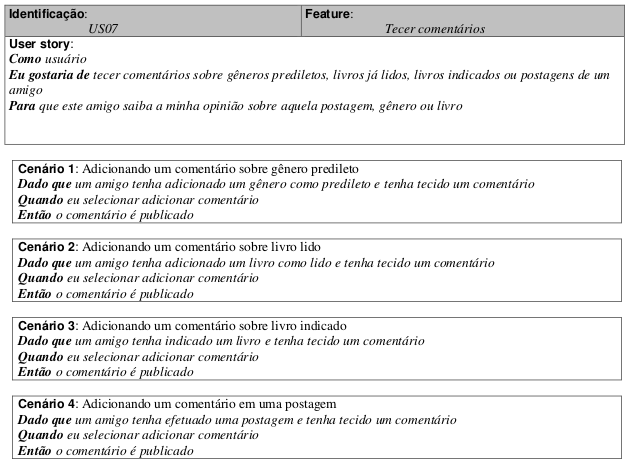 Identificação: Feature:
US07 Tecer comentários
User story:
Como usuário
Eu gostaria de tecer comentários sobre gêneros prediletos, livros já lidos, livros indicados ou postagens de um
amigo
Para que este amigo saiba a minha opinião sobre aquela postagem, gênero ou livro
Cenário 1: Adicionando um comentário sobre gênero predileto
Dado que um amigo tenha adicionado um gênero como predileto e tenha tecido um comentário
Quando eu selecionar adicionar comentário
Então o comentário é publicado
Cenário 2: Adicionando um comentário sobre livro lido
Dado que um amigo tenha adicionado um livro como lido e tenha tecido um comentário
Quando eu selecionar adicionar comentário
Então o comentário é publicado
Cenário 3: Adicionando um comentário sobre livro indicado
Dado que um amigo tenha indicado um livro e tenha tecido um comentário
Quando eu selecionar adicionar comentário
Então o comentário é publicado
Cenário 4: Adicionando um comentário em uma postagem
Dado que um amigo tenha efetuado uma postagem e tenha tecido um comentário
Quando eu selecionar adicionar comentário
Então o comentário é publicado